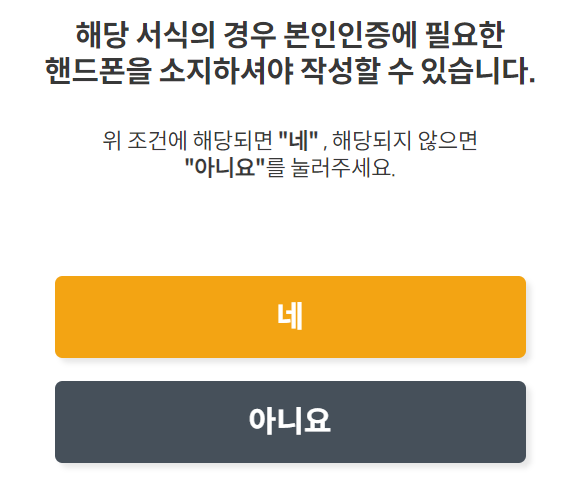 해당 서식의 경우 본인인증에 필요한
핸드폰을 소지하셔야 작성할 수 있습니다.
위 조건에 해당되면 "네" , 해당되지 않으면
"아니요"를 눌러주세요.
네
아니요